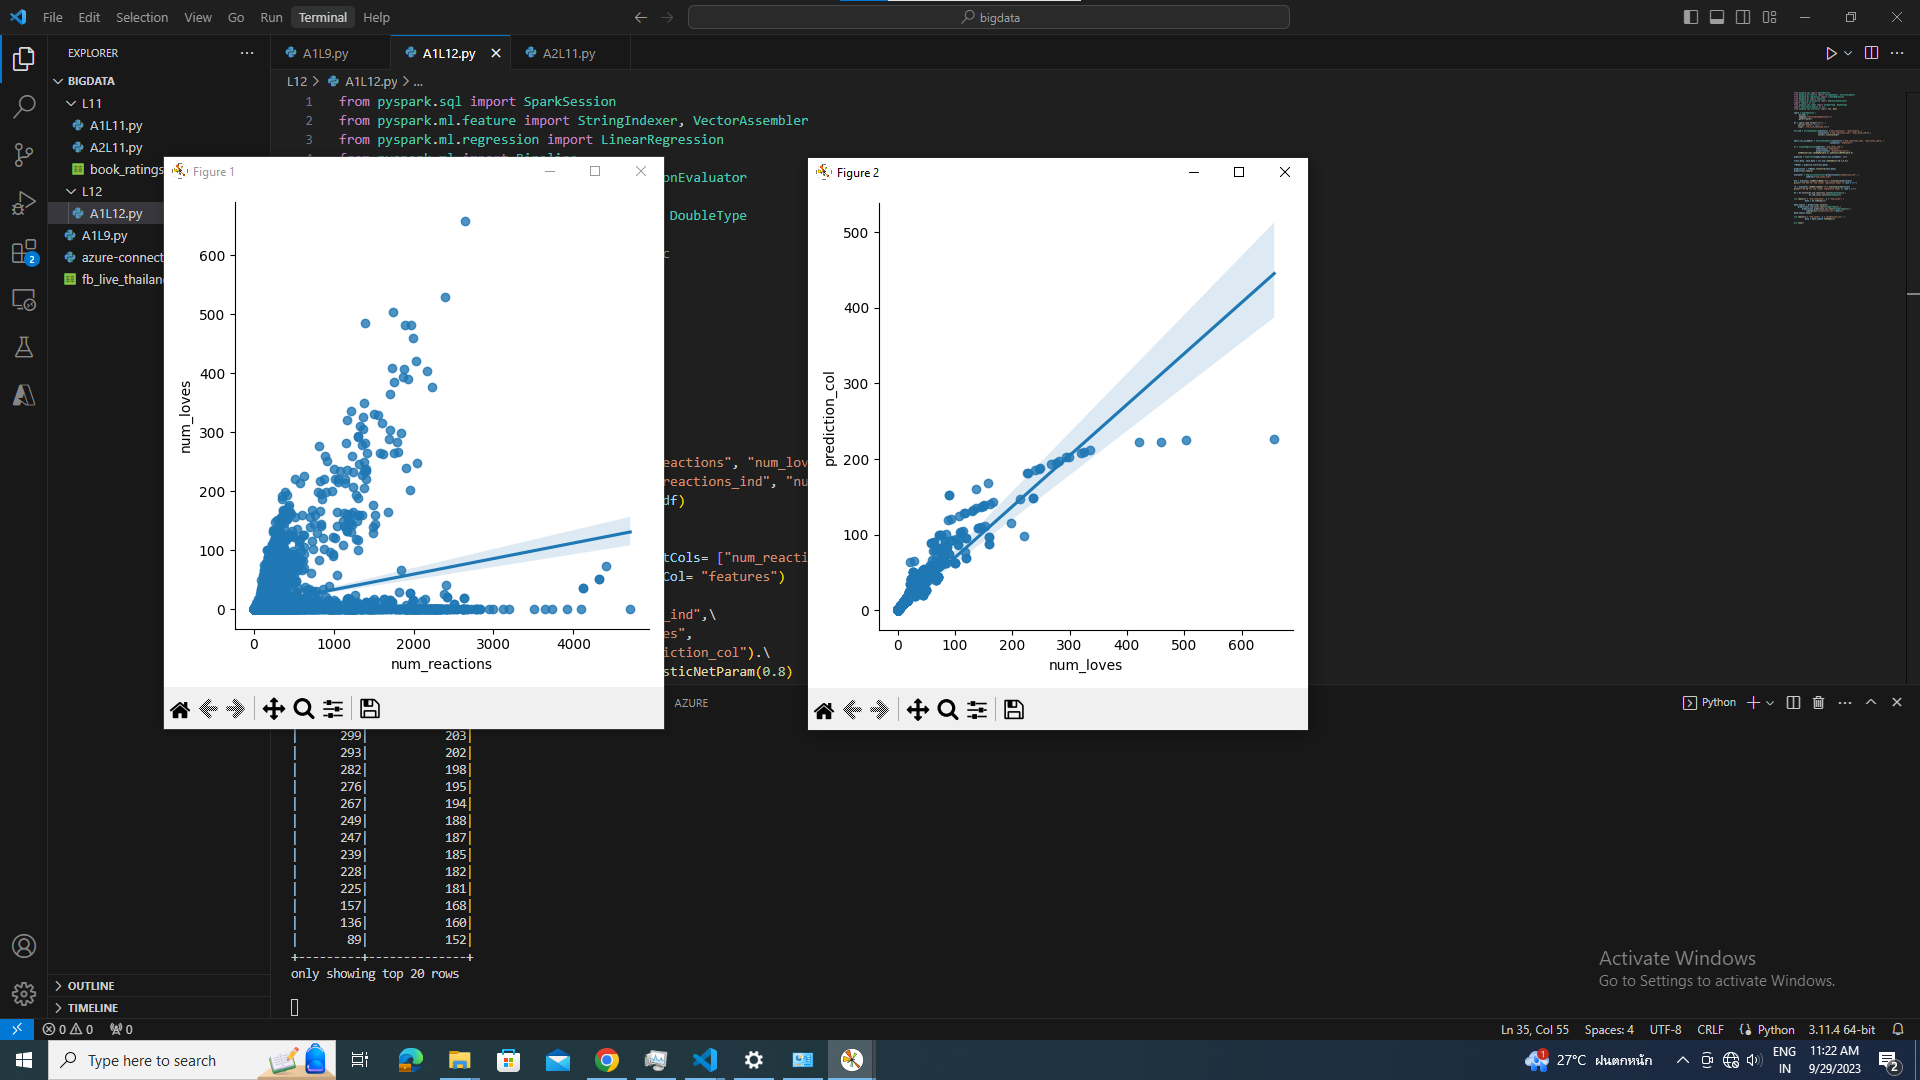 File Edit Selection View Go Run Terminal Help
bigdata
EXPLORER
BIGDATA
L11
A1L11.py
A2L11.py
book_ratings
L12
A1L12.py
A1L9.py
azure-connect
fb_live_thailan
OUTLINE
TIMELINE
2
A1L9.py
A1L12.py
A2L11.py
L12 > A1L12.py > ...
1 from pyspark.sql import SparkSession
2 from pyspark.ml.feature import StringIndexer, VectorAssembler
3 from pyspark.ml.regression import LinearRegression
onEvaluator
DoubleType
c
eactions", "num_lov
reactions_ind", "nu
df)
tCols= ["num_reacti
Col= "features")
_ind",\
es",
diction_col").\
sticNetParam(0.8)
Figure 1
600
500
400
300
200
100
0
num_loves
0 1000 2000 3000 4000
num_reactions
Figure 2
500
400
300
200
100
0
prediction_col
0 100 200 300 400 500 600
num_loves
AZURE
Python
| 299| 203|
| 293| 202|
| 282| 198|
| 276| 195|
| 267| 194|
| 249| 188|
| 247| 187|
| 239| 185|
| 228| 182|
| 225| 181|
| 157| 168|
| 136| 160|
| 89| 152|
+---------+--------------+
only showing top 20 rows
Activate Windows
Go to Settings to activate Windows.
0 0 0
Ln 35, Col 55 Spaces: 4 UTF-8 CRLF Python 3.11.4 64-bit
Type here to search
1
27°C ฝนตกหนัก
ENG
IN
11:22 AM
9/29/2023
2